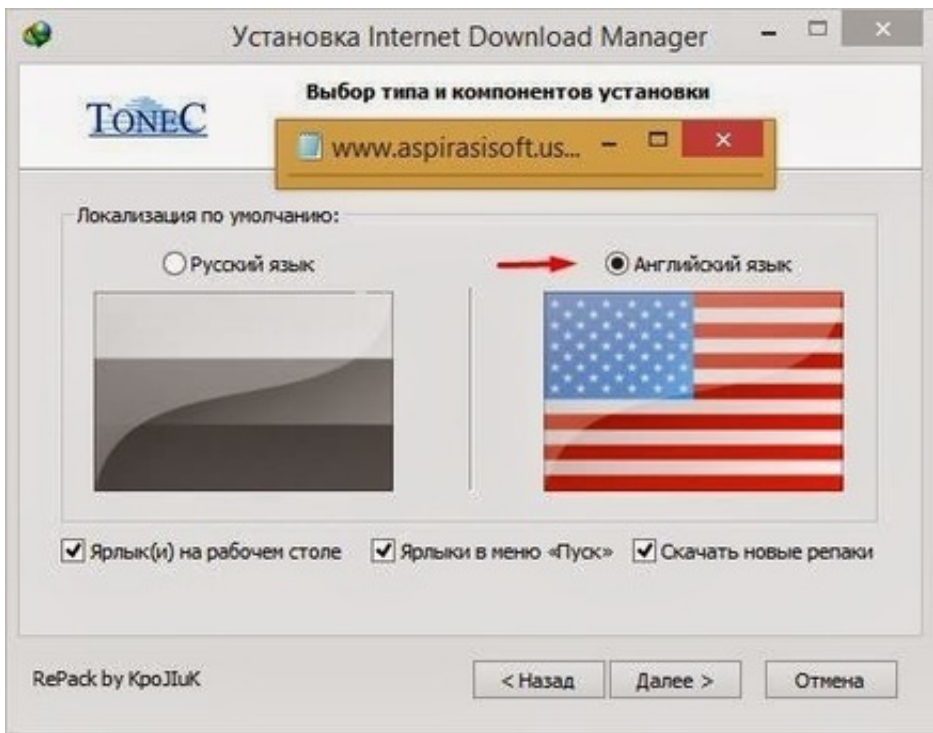 Установка Internet Download Manager
Выбор типа и компонентов установки
TONEC
www.aspirasisoft.us...
Локализация по умолчанию:
Русский язык
Английский язык
Ярлык(и) на рабочем столе
Ярлыки в меню «Пуск»
Скачать новые репаки
RePack by KpoJIuK
< Назад
Далее >
Отмена